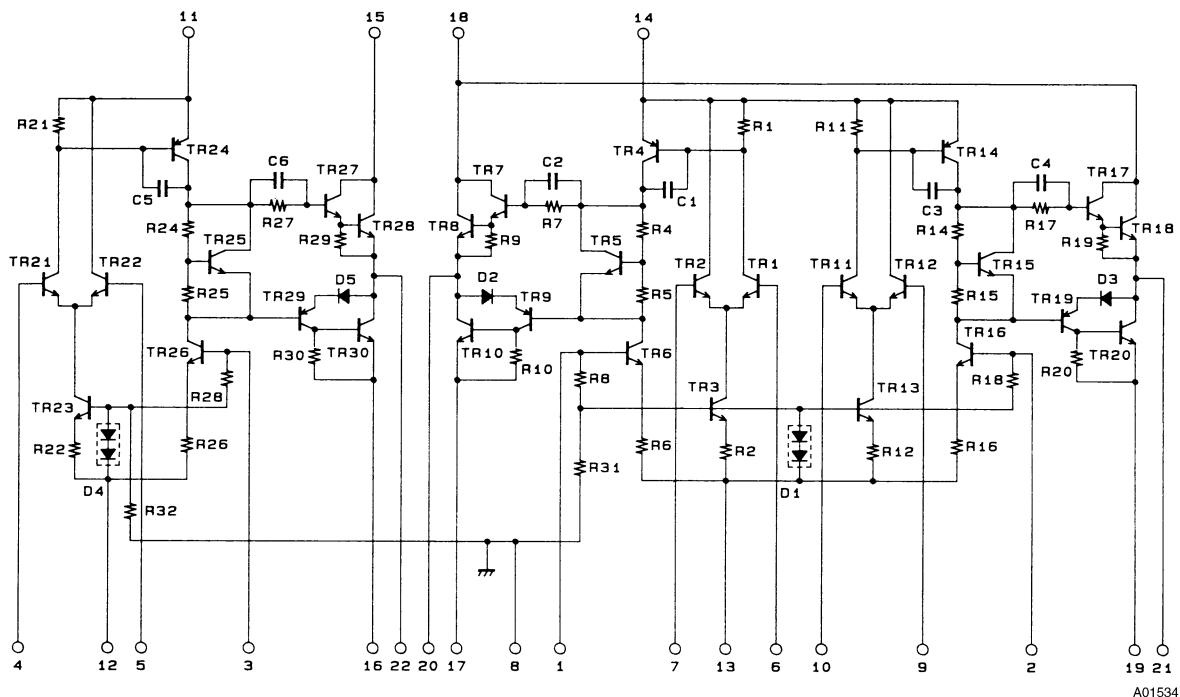 11 15 18 14
R21 R1 R11
TR24 TR4 TR14
C6 TR27 TR7 C2 C4 TR17
C5 C1 C3
R27 R7 R17
R24 TR28 TR8 R9 R4 R14 TR18
R29 R19
TR25 TR5 TR15
TR21 TR22 TR2 TR1 TR11 TR12
D5 D2 D3
R25 TR29 TR9 R5 R15 TR19
TR16
TR26 R30 TR30 TR10 R10 TR6 TR20
R28 R8 R18 R20
TR23 TR3 TR13
R22 R26 R6 R2 R12 R16
R31
D4 D1
R32
4 12 5 3 16 22 20 17 8 1 7 13 6 10 9 2 19 21
A01534